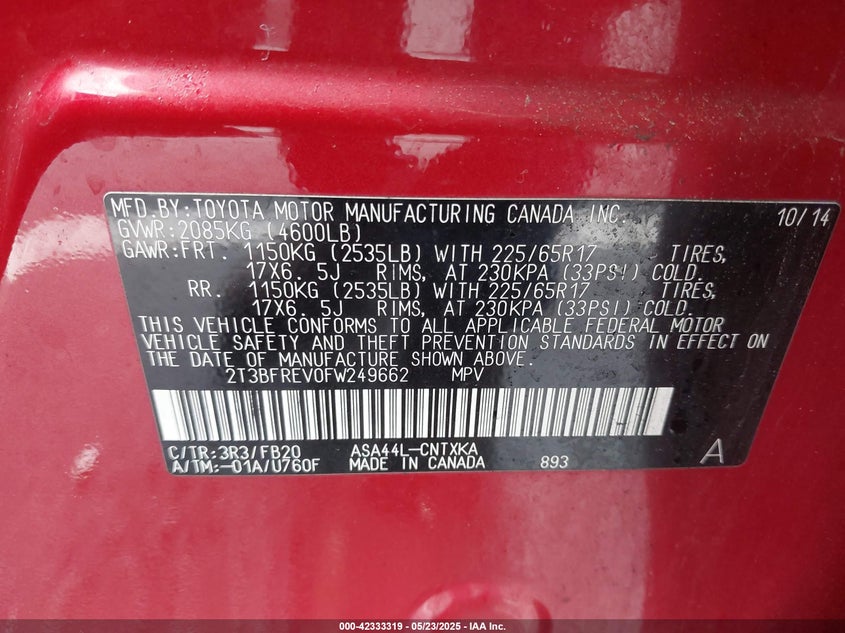 MFD.BY:TOYOTA MOTOR MANUFACTURING CANADA INC. 10/14
GVWR:2085KG (4600LB)
GAWR:FRT. 1150KG (2535LB) WITH 225/65R17 TIRES,
17X6. 5J RIMS, AT 230KPA (33PSI) COLD.
RR. 1150KG (2535LB) WITH 225/65R17 TIRES,
17X6. 5J RIMS, AT 230KPA (33PSI) COLD.
THIS VEHICLE CONFORMS TO ALL APPLICABLE FEDERAL MOTOR
VEHICLE SAFETY AND THEFT PREVENTION STANDARDS IN EFFECT ON
THE DATE OF MANUFACTURE SHOWN ABOVE.
2T3BFREV0FW249662 MPV
C/TR:3R3/FB20 ASA44L-CNTXKA
A/TM:-01A/U760F MADE IN CANADA 893 A
000-42333319 | 05/23/2025 - IAA Inc.